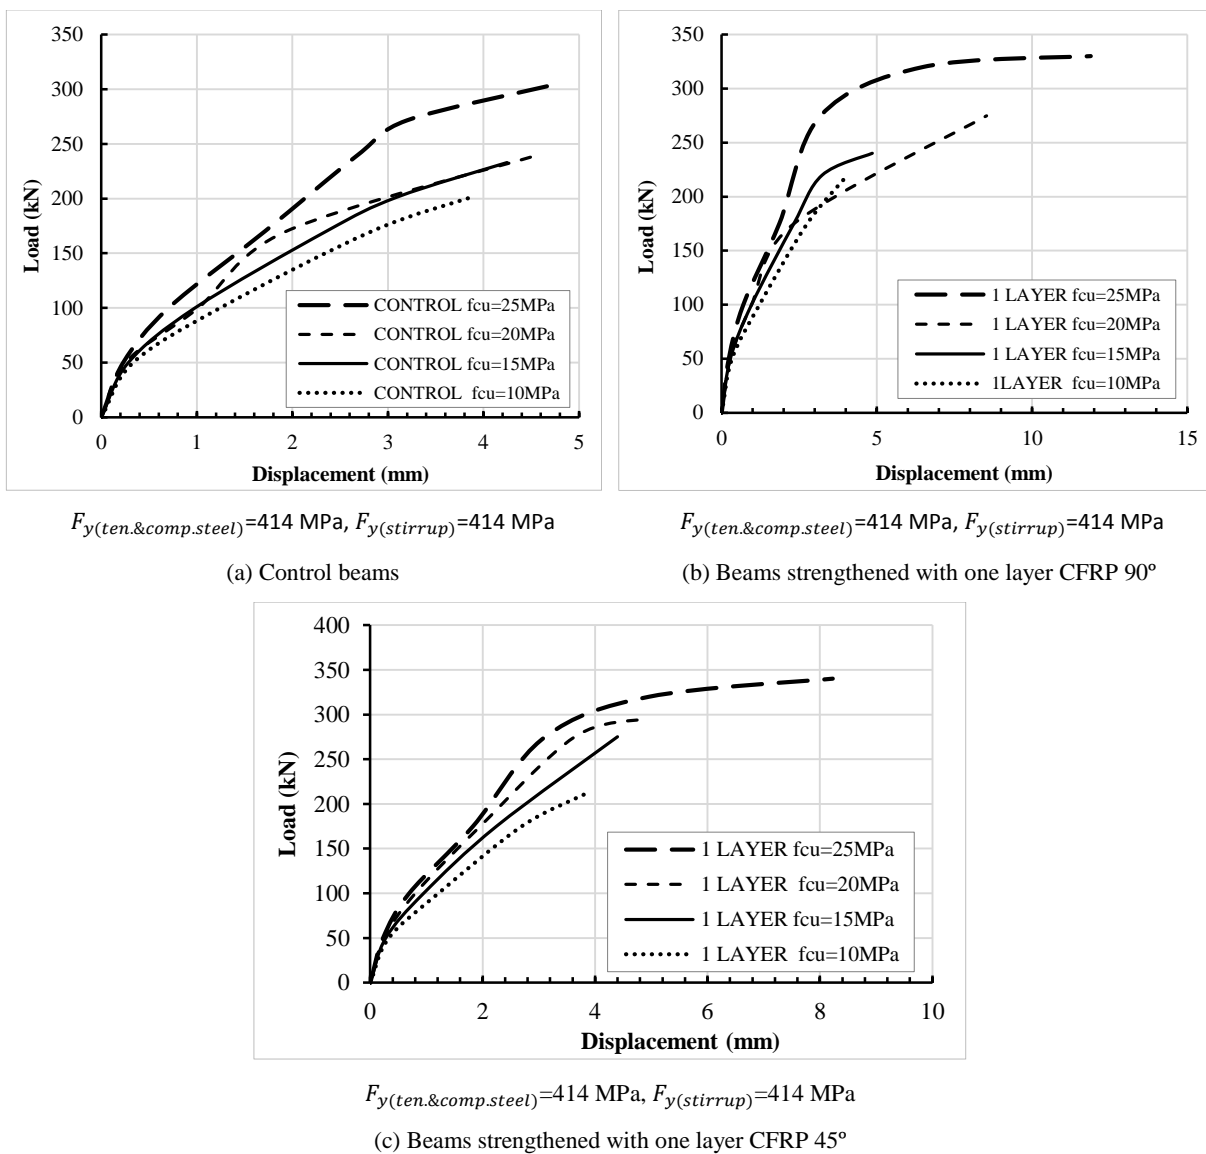 350
300
250
200
150
100
50
0
Load (kN)
CONTROL fcu=25MPa
CONTROL fcu=20MPa
CONTROL fcu=15MPa
CONTROL fcu=10MPa
0 1 2 3 4 5
Displacement (mm)
F_y(ten.&comp.steel)=414 MPa, F_y(stirrup)=414 MPa
(a) Control beams
350
300
250
200
150
100
50
0
Load (kN)
1 LAYER fcu=25MPa
1 LAYER fcu=20MPa
1 LAYER fcu=15MPa
1LAYER fcu=10MPa
0 5 10 15
Displacement (mm)
F_y(ten.&comp.steel)=414 MPa, F_y(stirrup)=414 MPa
(b) Beams strengthened with one layer CFRP 90º
400
350
300
250
200
150
100
50
0
Load (kN)
1 LAYER fcu=25MPa
1 LAYER fcu=20MPa
1 LAYER fcu=15MPa
1 LAYER fcu=10MPa
0 2 4 6 8 10
Displacement (mm)
F_y(ten.&comp.steel)=414 MPa, F_y(stirrup)=414 MPa
(c) Beams strengthened with one layer CFRP 45º